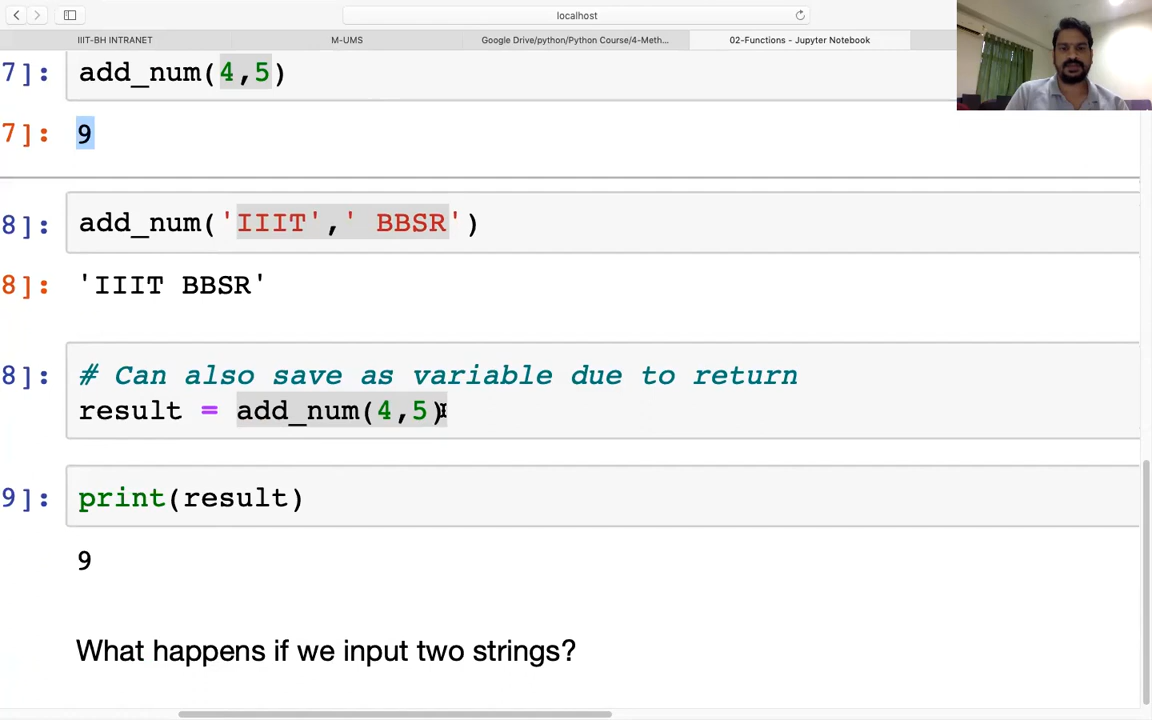 localhost
IIIT-BH INTRANET
M-UMS
Google Drive/python/Python Course/4-Meth...
02-Functions - Jupyter Notebook
7]: add_num(4,5)
7]: 9
8]: add_num('IIIT',' BBSR')
8]: 'IIIT BBSR'
8]: # Can also save as variable due to return
result = add_num(4,5)
9]: print(result)
9
What happens if we input two strings?